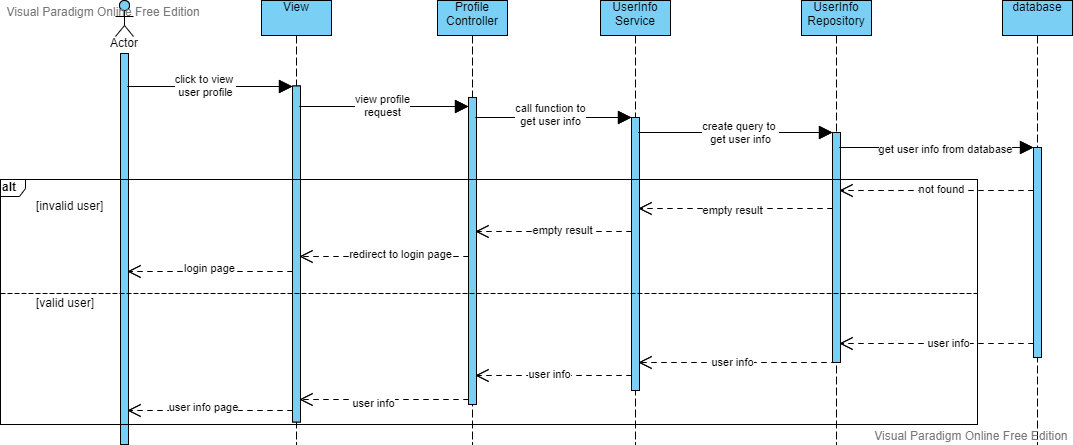 Visual Paradigm Online Free Edition
Actor
View
Profile
Controller
UserInfo
Service
UserInfo
Repository
database
click to view
user profile
view profile
request
call function to
get user info
create query to
get user info
get user info from database
alt
[invalid user]
not found
empty result
empty result
redirect to login page
login page
[valid user]
user info
user info
user info
user info
user info page
Visual Paradigm Online Free Edition